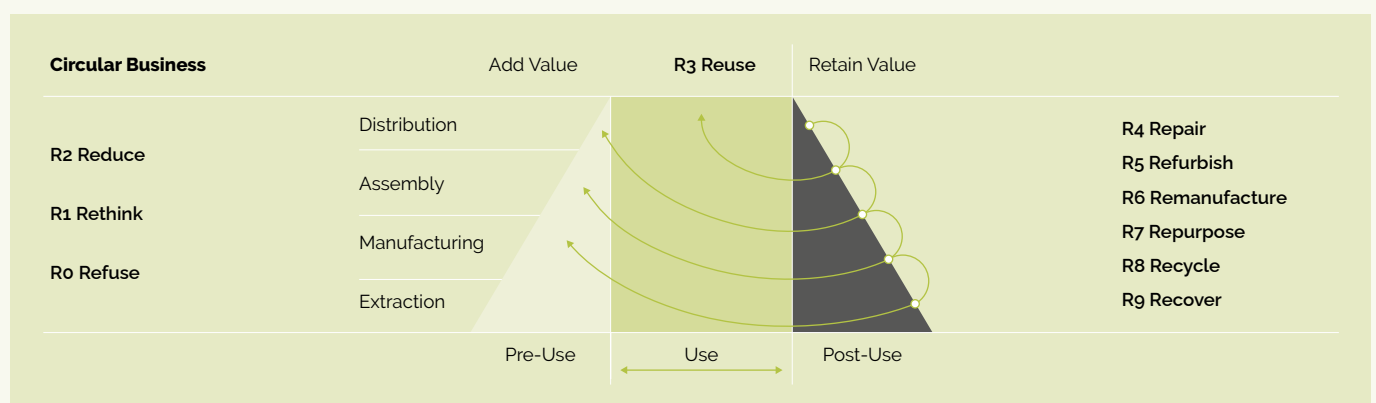 Circular Business
Add Value
R3 Reuse
Retain Value
R2 Reduce
R1 Rethink
R0 Refuse
Distribution
Assembly
Manufacturing
Extraction
R4 Repair
R5 Refurbish
R6 Remanufacture
R7 Repurpose
R8 Recycle
R9 Recover
Pre-Use
Use
Post-Use